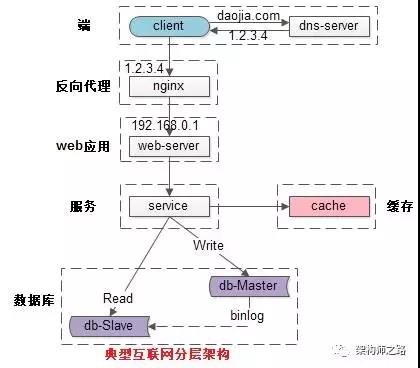 端
client
daojia.com
1.2.3.4
dns-server
1.2.3.4
反向代理
nginx
192.168.0.1
web应用
web-server
服务
service
cache
缓存
Write
Read
数据库
db-Master
binlog
db-Slave
典型互联网分层架构
架构师之路